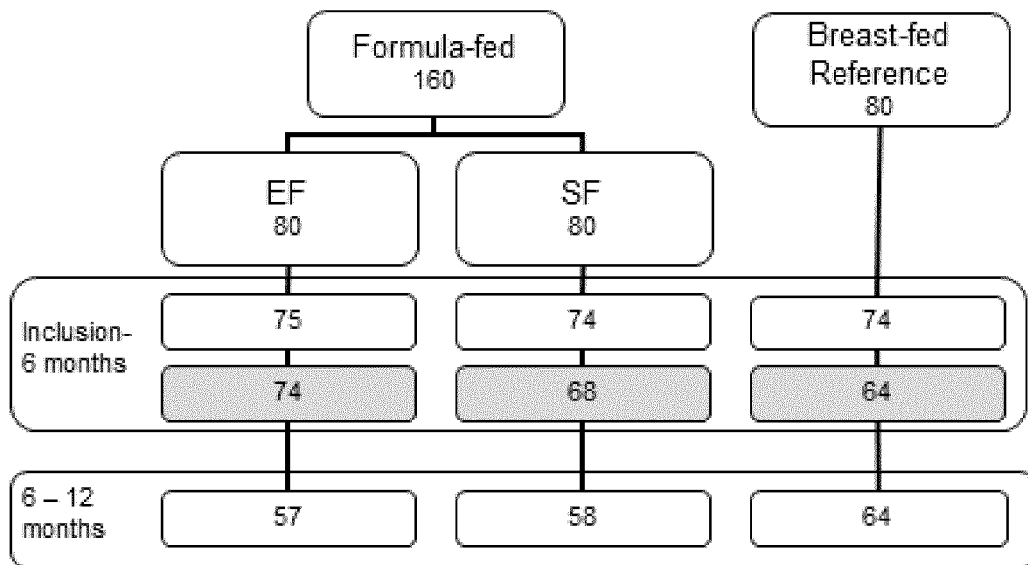 Formula-fed
160
Breast-fed
Reference
80
EF
80
SF
80
Inclusion-
6 months
75
74
74
74
68
64
6 – 12
months
57
58
64